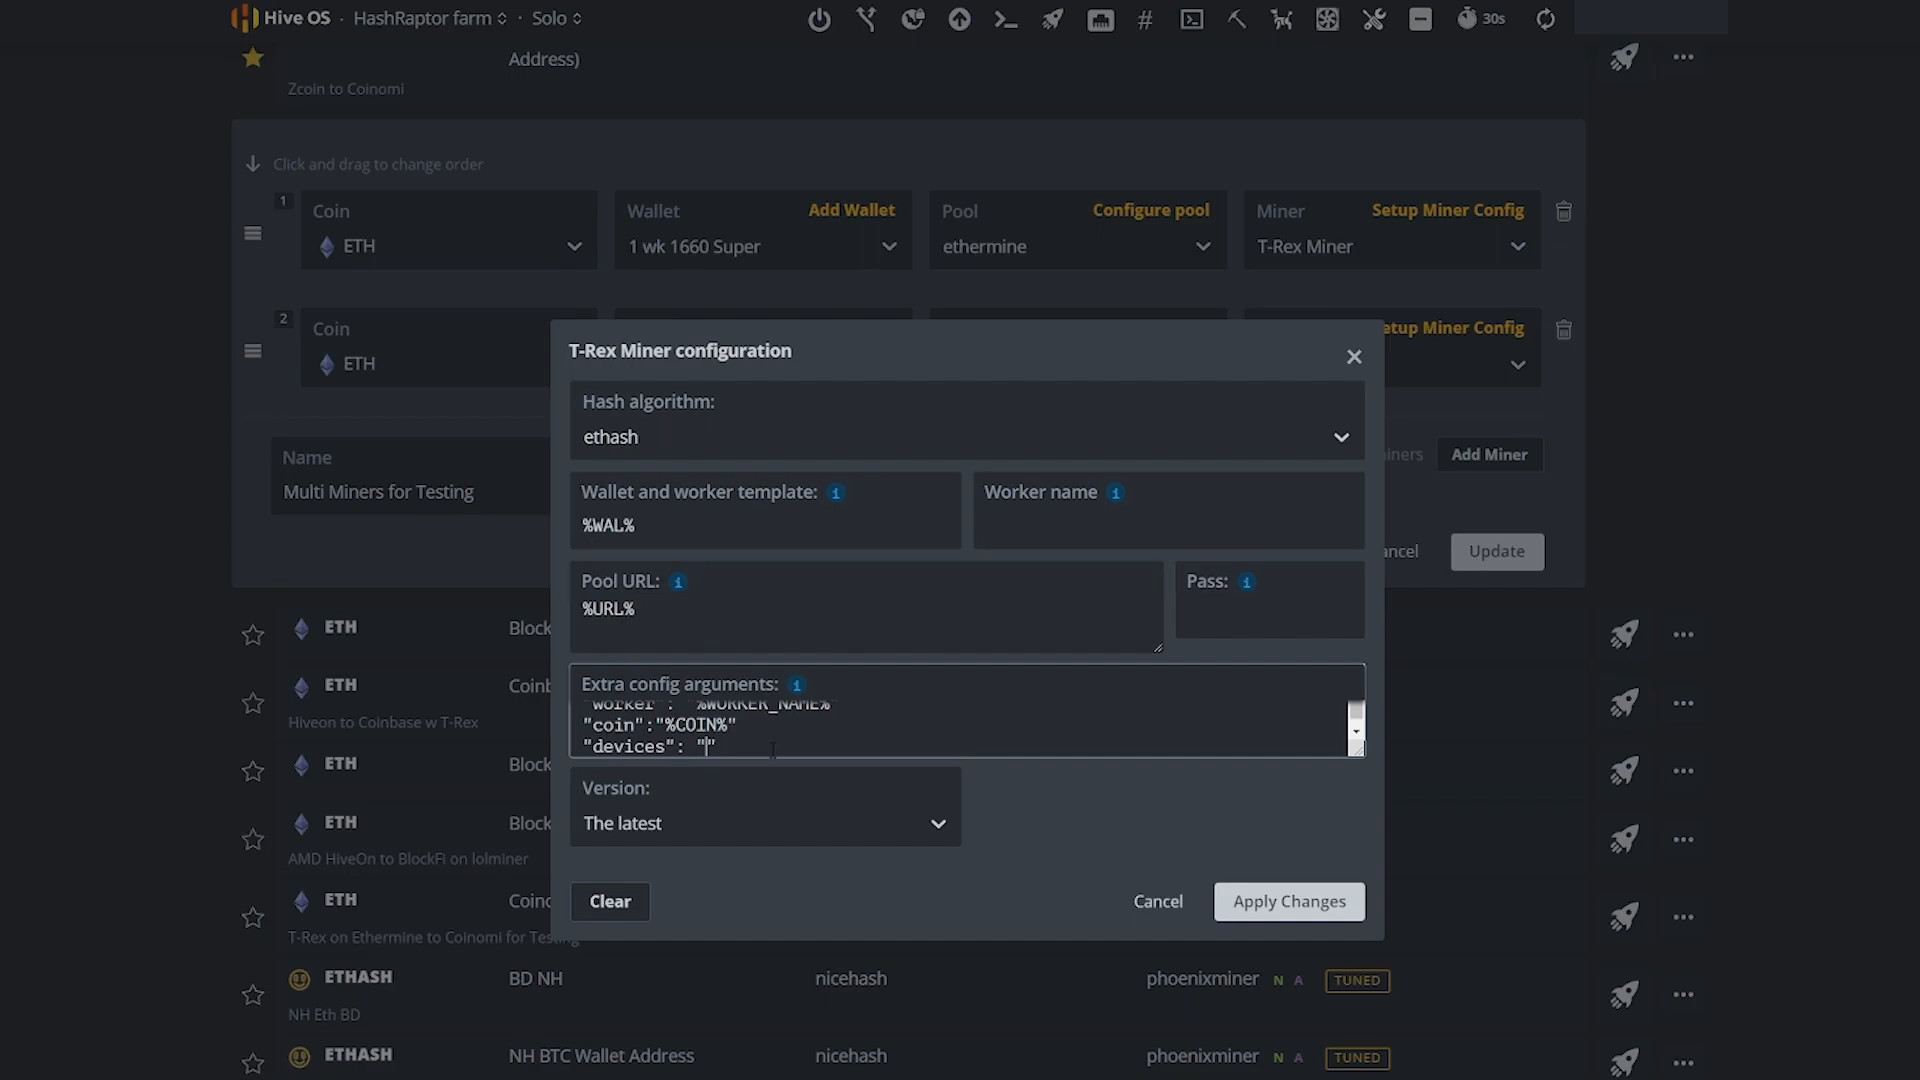 Hive OS · HashRaptor farm · Solo
30s
Address)
Zcoin to Coinomi
Click and drag to change order
1
Coin
ETH
Wallet
Add Wallet
1 wk 1660 Super
Pool
Configure pool
ethermine
Miner
Setup Miner Config
T-Rex Miner
2
Coin
ETH
etup Miner Config
Name
Multi Miners for Testing
iners
Add Miner
ancel
Update
T-Rex Miner configuration
Hash algorithm:
ethash
Wallet and worker template:
%WAL%
Worker name
Pool URL:
%URL%
Pass:
Extra config arguments:
"worker": "%WORKER_NAME%"
"coin":"%COIN%"
"devices": ""
Version:
The latest
Clear
Cancel
Apply Changes
ETH
Block
ETH
Coinb
Hiveon to Coinbase w T-Rex
ETH
Block
ETH
Block
AMD HiveOn to BlockFi on lolminer
ETH
Coino
T-Rex on Ethermine to Coinomi for Testing
ETHASH
BD NH
nicehash
phoenixminer N A TUNED
NH Eth BD
ETHASH
NH BTC Wallet Address
nicehash
phoenixminer N A TUNED